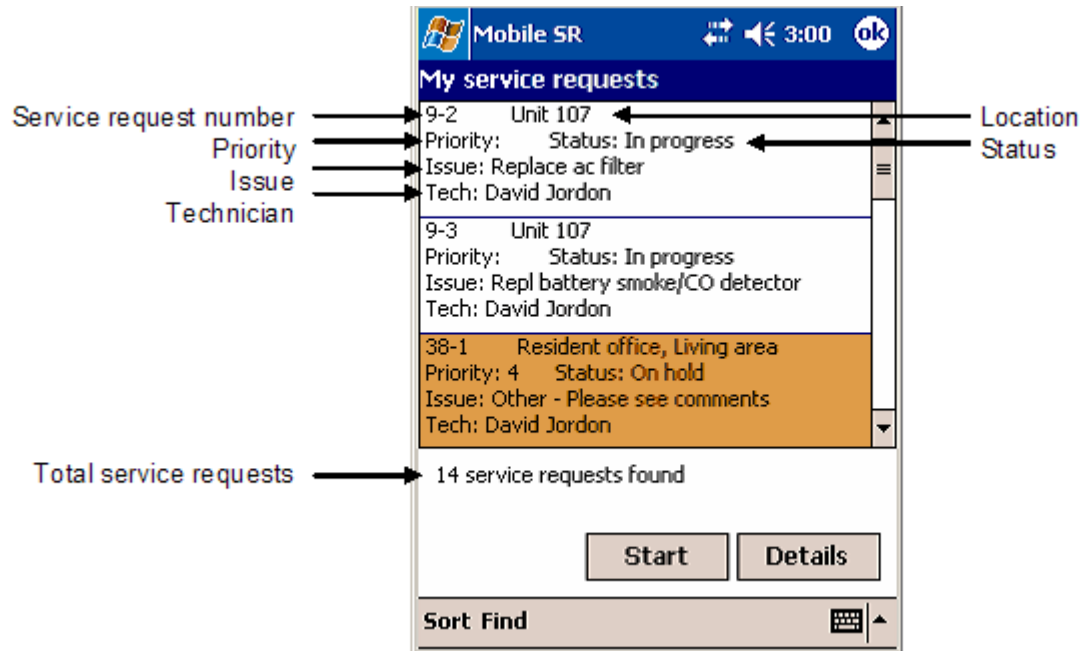 Mobile SR 3:00 ok
My service requests
Service request number
Priority
Issue
Technician
9-2 Unit 107
Priority: Status: In progress
Issue: Replace ac filter
Tech: David Jordon
Location
Status
9-3 Unit 107
Priority: Status: In progress
Issue: Repl battery smoke/CO detector
Tech: David Jordon
38-1 Resident office, Living area
Priority: 4 Status: On hold
Issue: Other - Please see comments
Tech: David Jordon
Total service requests
14 service requests found
Start Details
Sort Find